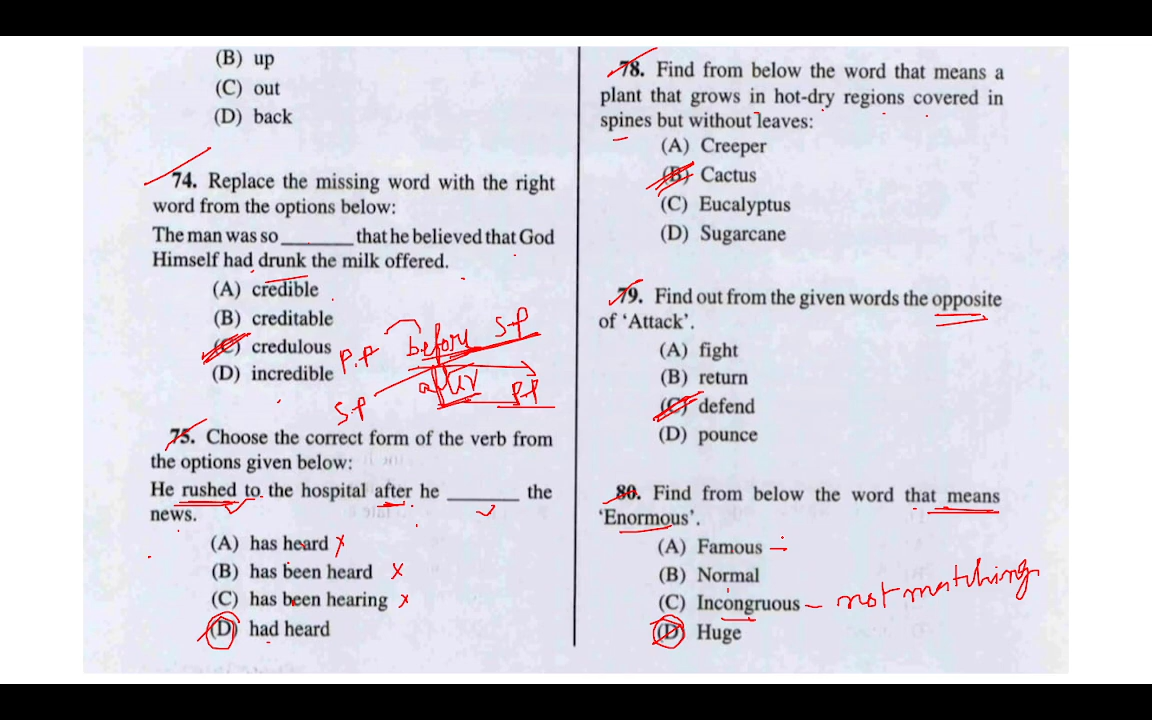 (B) up
(C) out
(D) back
74. Replace the missing word with the right
word from the options below:
The man was so ______ that he believed that God
Himself had drunk the milk offered.
(A) credible
(B) creditable
(C) credulous
(D) incredible
P.P before S.P
S.P after P.P
75. Choose the correct form of the verb from
the options given below:
He rushed to the hospital after he ______ the
news.
(A) has heard x
(B) has been heard x
(C) has been hearing x
(D) had heard
78. Find from below the word that means a
plant that grows in hot-dry regions covered in
spines but without leaves:
(A) Creeper
(B) Cactus
(C) Eucalyptus
(D) Sugarcane
79. Find out from the given words the opposite
of ‘Attack’.
(A) fight
(B) return
(C) defend
(D) pounce
80. Find from below the word that means
‘Enormous’.
(A) Famous
(B) Normal
(C) Incongruous – not matching
(D) Huge